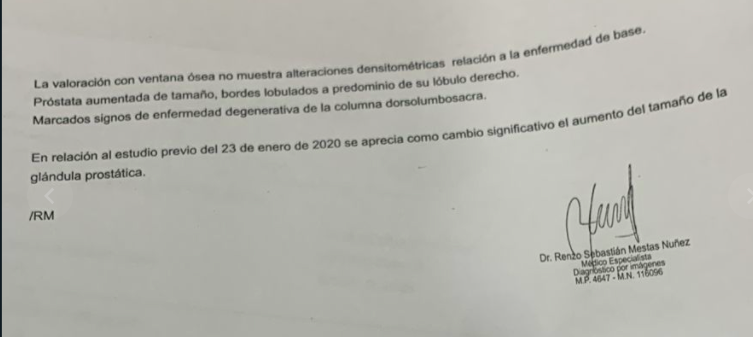 La valoración con ventana ósea no muestra alteraciones densitométricas relación a la enfermedad de base.
Próstata aumentada de tamaño, bordes lobulados a predominio de su lóbulo derecho.
Marcados signos de enfermedad degenerativa de la columna dorsolumbosacra.
En relación al estudio previo del 23 de enero de 2020 se aprecia como cambio significativo el aumento del tamaño de la
glándula prostática.
/RM
Dr. Renzo Sebastián Mestas Nuñez
Médico Especialista
Diagnóstico por imágenes
M.P. 4647 - M.N. 116096